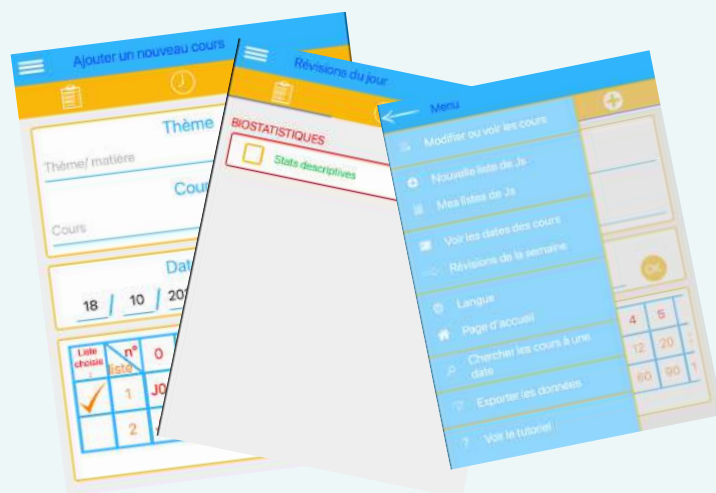 Ajouter un nouveau cours
Thème
Thème/ matière
Cour
Cours
Dat
18 / 10 / 202
Liste choisie :
n° liste
0
1
J0
2
Révisions du jour
BIOSTATISTIQUES
Stats descriptives
Menu
Modifier ou voir les cours
Nouvelle liste de Js
Mes listes de Js
Voir les dates des cours
Révisions de la semaine
Langue
Page d'accueil
Chercher les cours à une
date
Exporter les données
? Voir le tutoriel
OK
4 5
12 20
60 90 1